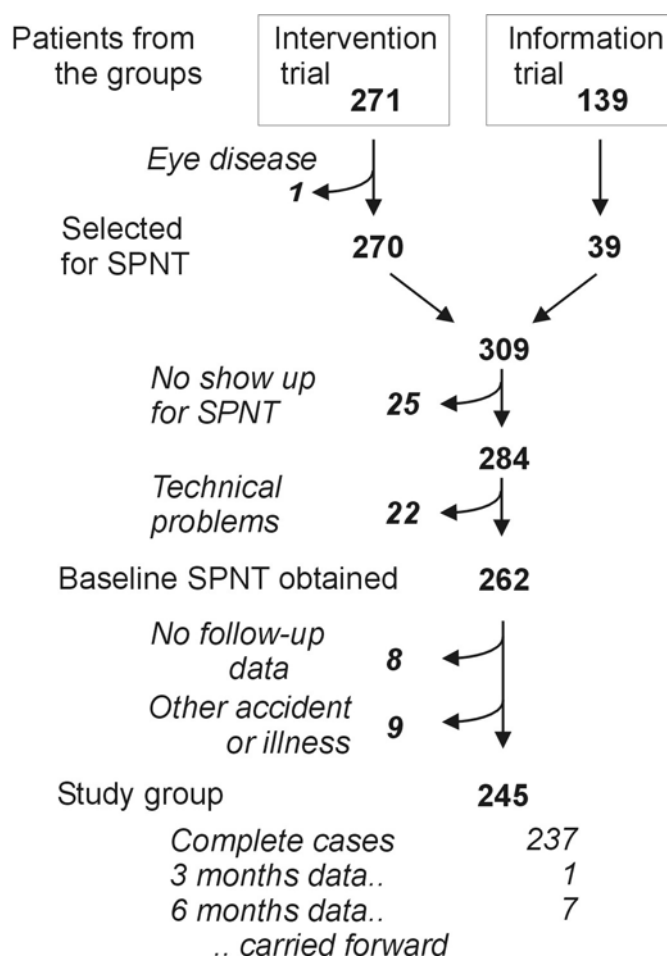 Patients from the groups
Intervention trial 271
Information trial 139
Eye disease 1
Selected for SPNT 270 39
309
No show up for SPNT 25
284
Technical problems 22
Baseline SPNT obtained 262
No follow-up data 8
Other accident or illness 9
Study group 245
Complete cases 237
3 months data.. 1
6 months data.. 7
.. carried forward